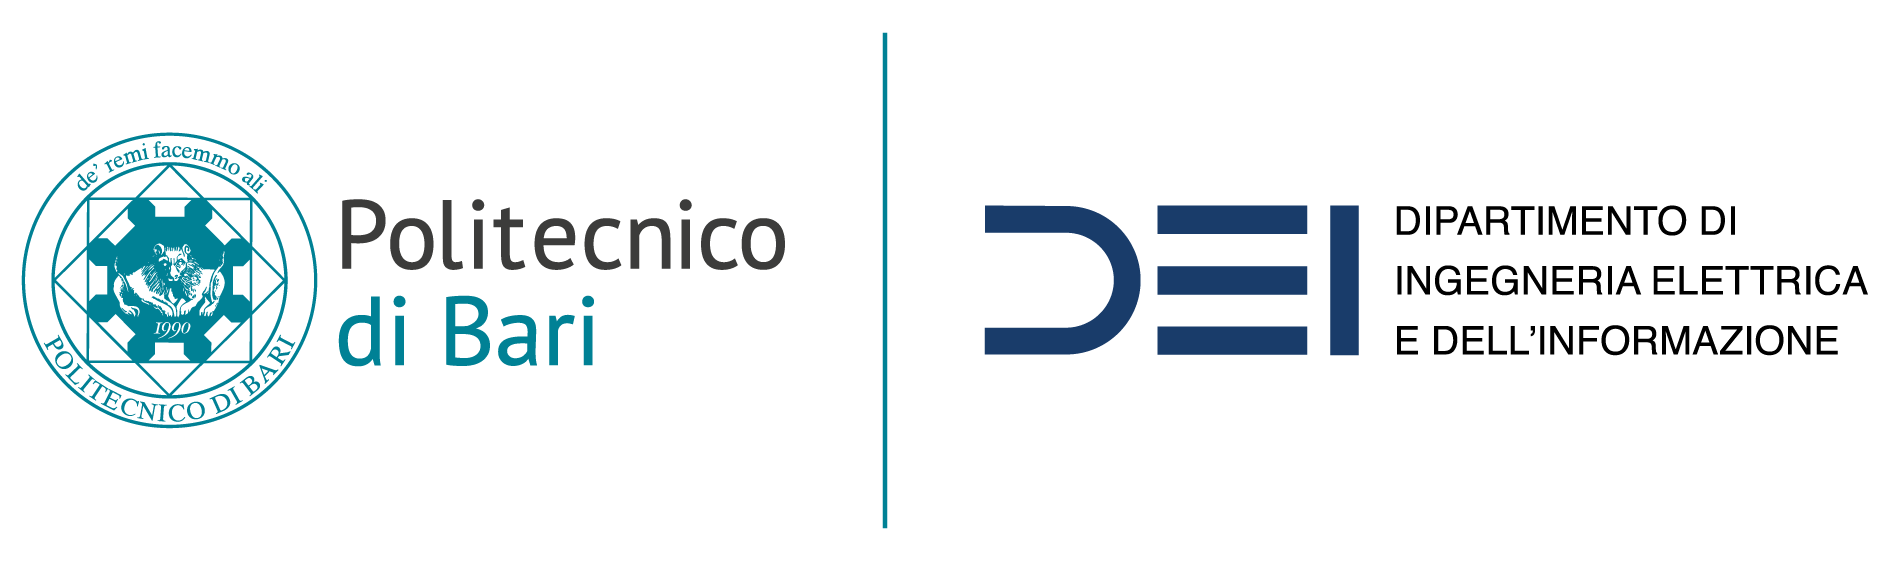 de' remi facemmo ali
1990
POLITECNICO DI BARI
Politecnico
di Bari
DEI
DIPARTIMENTO DI
INGEGNERIA ELETTRICA
E DELL'INFORMAZIONE